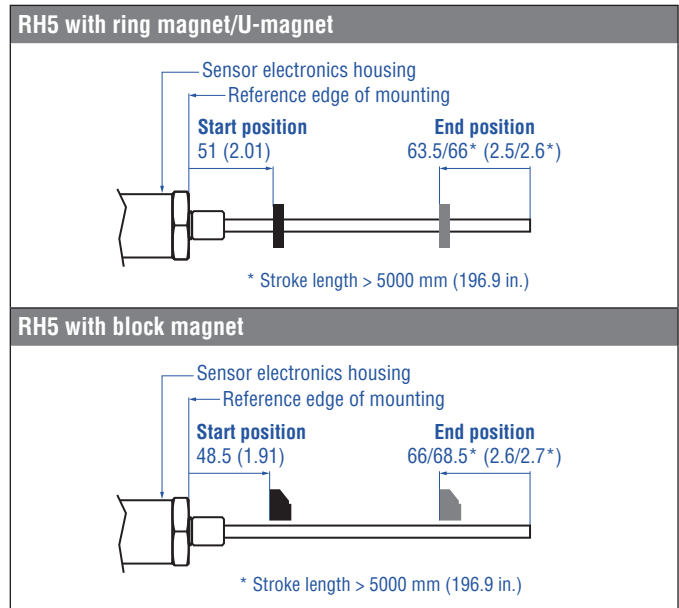 RH5 with ring magnet/U-magnet
Sensor electronics housing
Reference edge of mounting
Start position
51 (2.01)
End position
63.5/66* (2.5/2.6*)
* Stroke length > 5000 mm (196.9 in.)
RH5 with block magnet
Sensor electronics housing
Reference edge of mounting
Start position
48.5 (1.91)
End position
66/68.5* (2.6/2.7*)
* Stroke length > 5000 mm (196.9 in.)